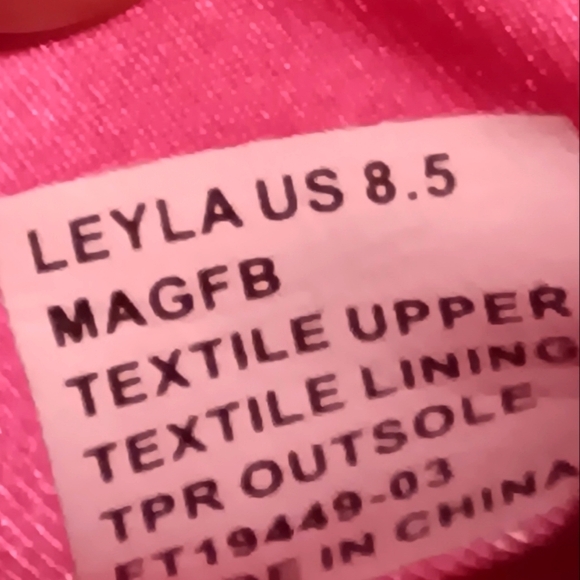 LEYLA US 8.5
MAGFB
TEXTILE UPPER
TEXTILE LINING
TPR OUTSOLE
FT19449-03
IN CHINA